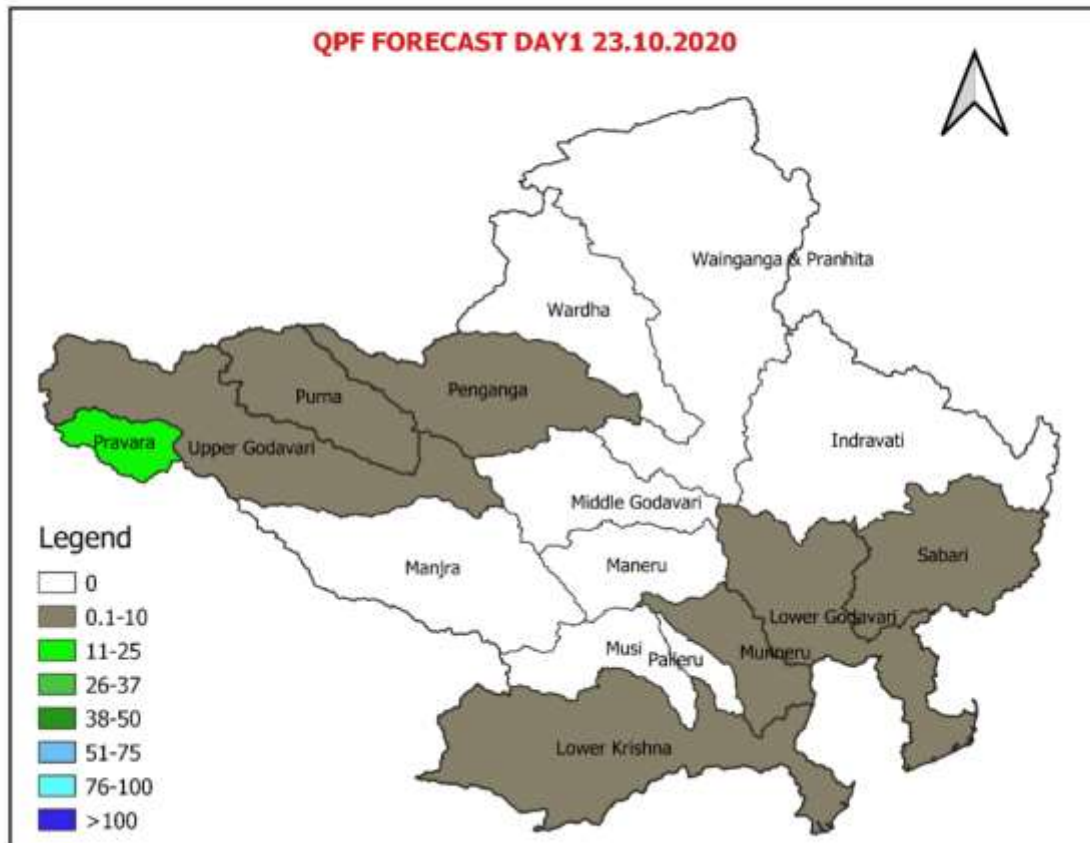 QPF FORECAST DAY1 23.10.2020
Wainganga & Pranhita
Wardha
Purna
Penganga
Pravara
Upper Godavari
Indravati
Middle Godavari
Legend
0
0.1-10
11-25
26-37
38-50
51-75
76-100
>100
Manjra
Maneru
Sabari
Lower Godavari
Musi
Paleru
Munneru
Lower Krishna